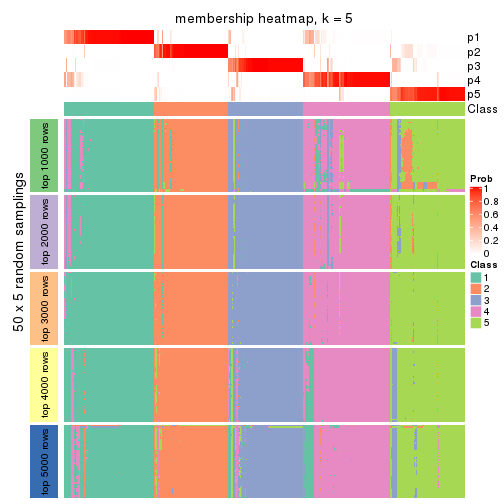 membership heatmap, k = 5
p1
p2
p3
p4
p5
Class
50 x 5 random samplings
top 1000 rows
top 2000 rows
top 3000 rows
top 4000 rows
top 5000 rows
Prob
1
0.8
0.6
0.4
0.2
0
Class
1
2
3
4
5